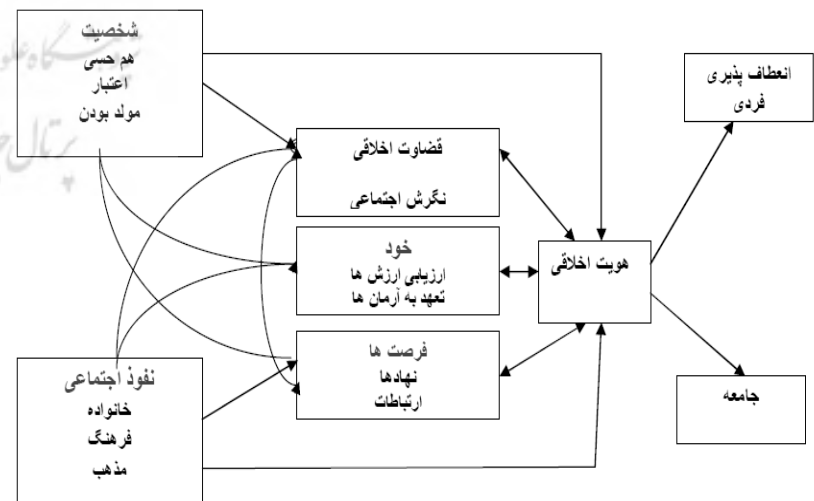 شخصیت
هم حسی
اعتبار
مولد بودن
انعطاف پذیری
فردی
قضاوت اخلاقی
نگرش اجتماعی
خود
ارزیابی ارزش ها
تعهد به آرمان ها
هویت اخلاقی
فرصت ها
نهادها
ارتباطات
نفوذ اجتماعی
خانواده
فرهنگ
مذهب
جامعه